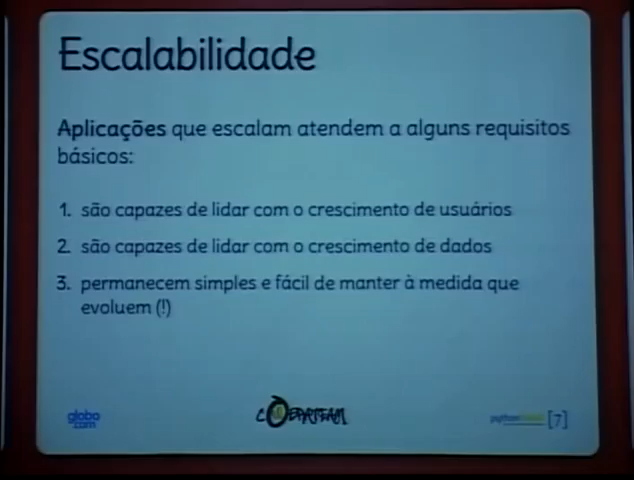 Escalabilidade
Aplicações que escalam atendem a alguns requisitos
básicos:
1. são capazes de lidar com o crescimento de usuários
2. são capazes de lidar com o crescimento de dados
3. permanecem simples e fácil de manter à medida que
evoluem (!)
globo
.com
python [7]